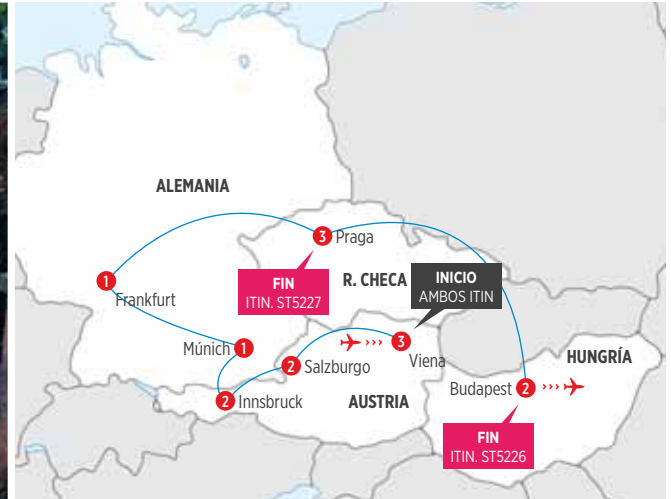 ALEMANIA
3 Praga
1
Frankfurt
FIN
ITIN. ST5227
R. CHECA
INICIO
AMBOS ITIN
Múnich 1
3
Viena
2 Salzburgo
HUNGRÍA
2 Innsbruck
AUSTRIA
Budapest 2
FIN
ITIN. ST5226